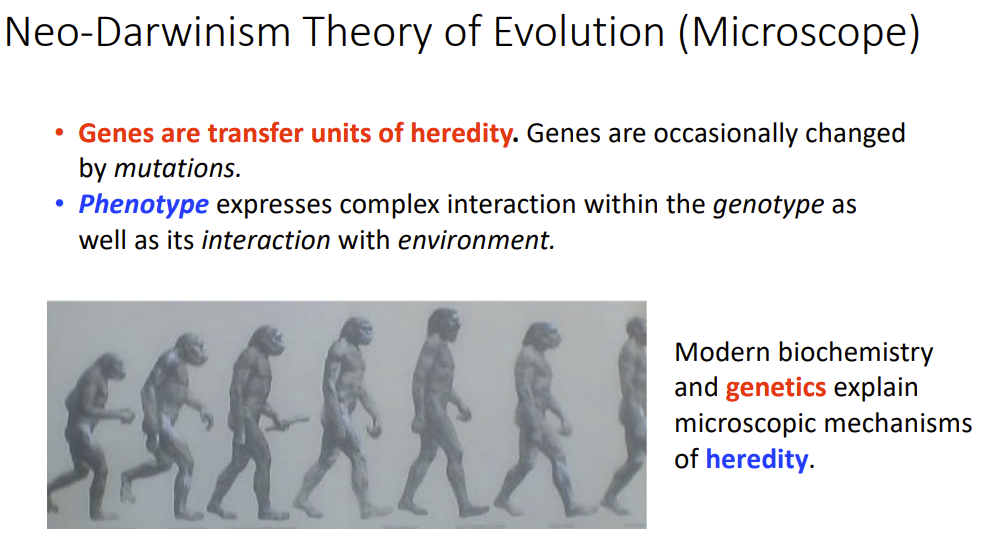 Neo-Darwinism Theory of Evolution (Microscope)
• Genes are transfer units of heredity. Genes are occasionally changed
by mutations.
• Phenotype expresses complex interaction within the genotype as
well as its interaction with environment.
Modern biochemistry
and genetics explain
microscopic mechanisms
of heredity.